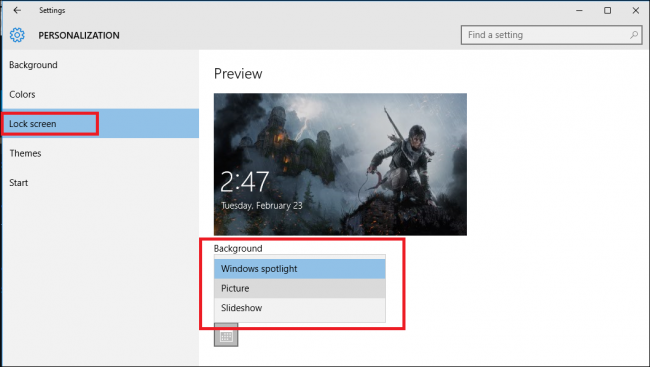 Settings
PERSONALIZATION
Find a setting
Background
Colors
Lock screen
Themes
Start
Preview
2:47
Tuesday, February 23
Background
Windows spotlight
Picture
Slideshow